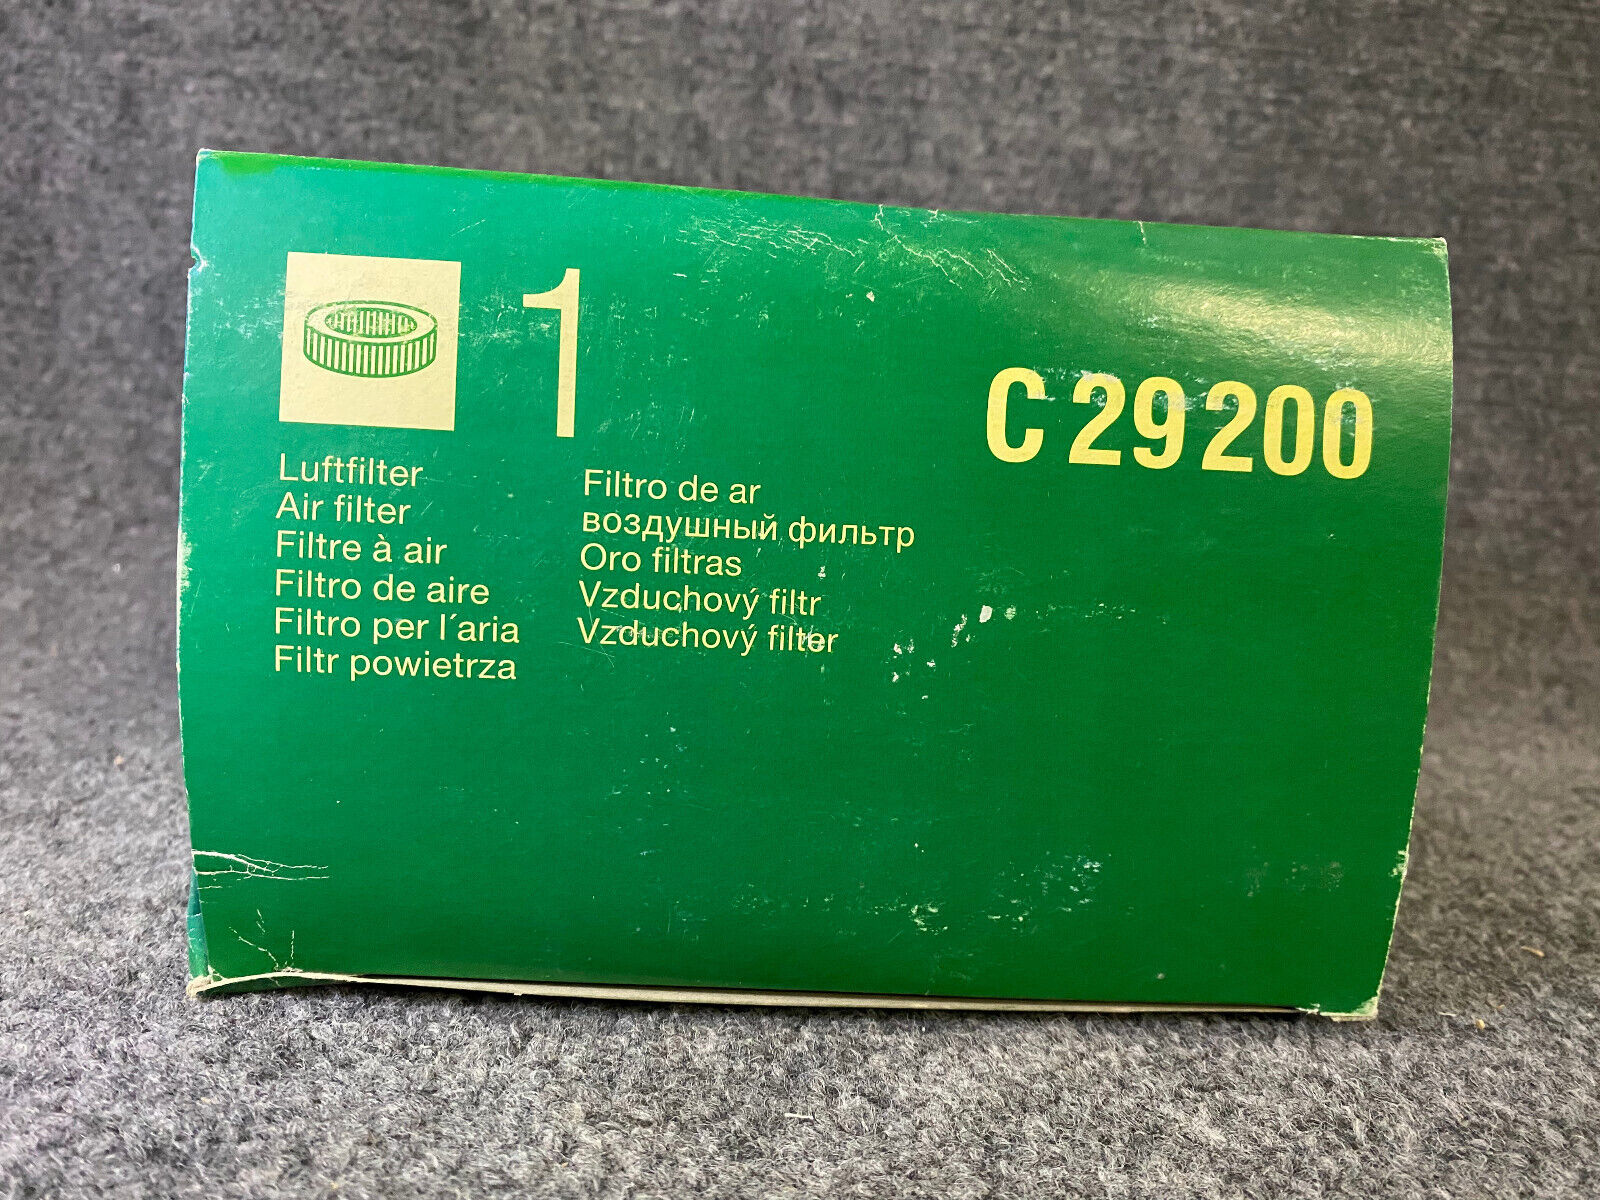 1
C 29 200
Luftfilter
Air filter
Filtre à air
Filtro de aire
Filtro per l´aria
Filtr powietrza
Filtro de ar
воздушный фильтр
Oro filtras
Vzduchový filtr
Vzduchový filter